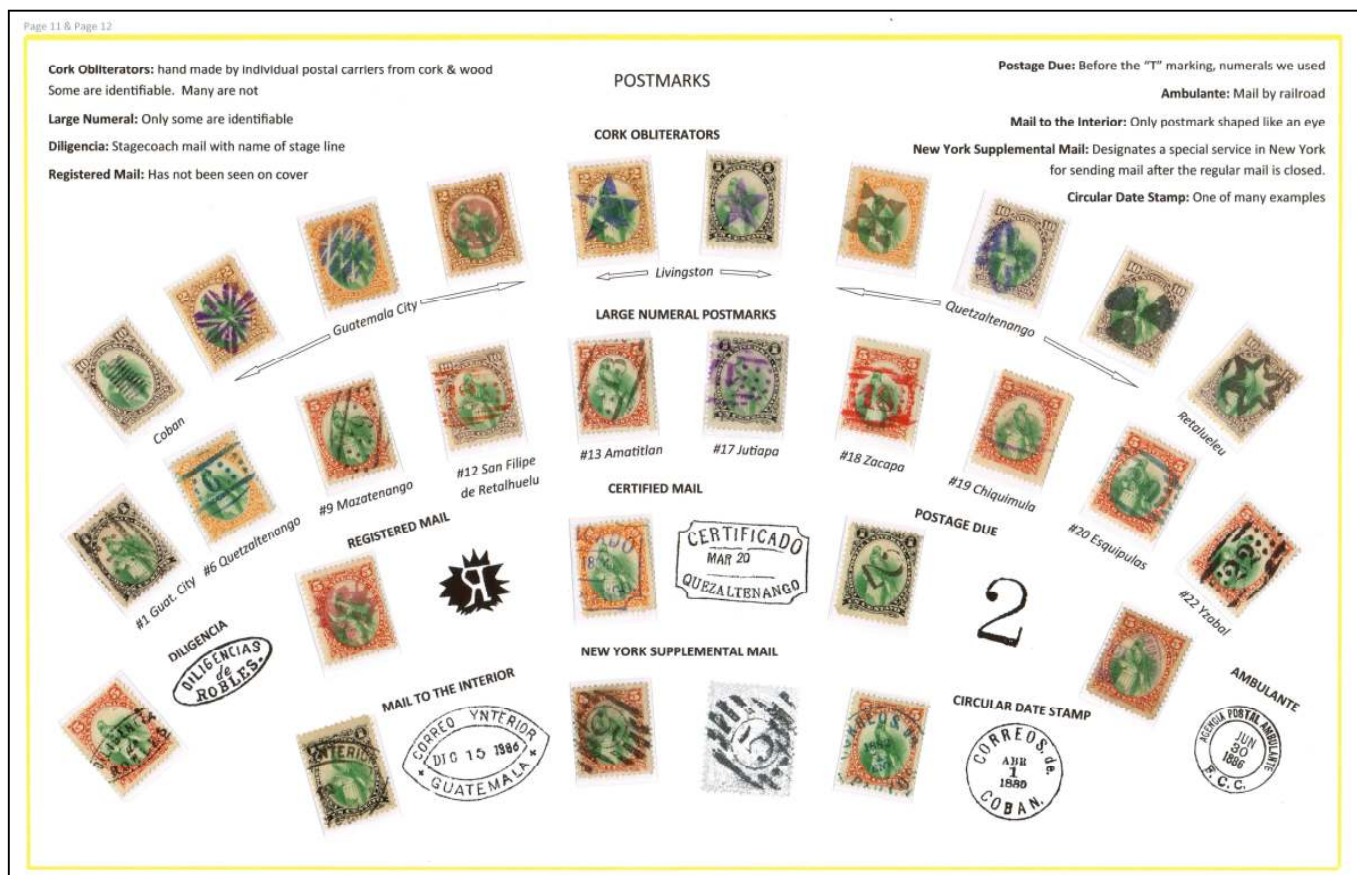 Page 11 & Page 12
Cork Obliterators: hand made by individual postal carriers from cork & wood
Some are identifiable. Many are not
Large Numeral: Only some are identifiable
Diligencia: Stagecoach mail with name of stage line
Registered Mail: Has not been seen on cover
POSTMARKS
Postage Due: Before the “T” marking, numerals we used
Ambulante: Mail by railroad
Mail to the Interior: Only postmark shaped like an eye
New York Supplemental Mail: Designates a special service in New York
for sending mail after the regular mail is closed.
Circular Date Stamp: One of many examples
CORK OBLITERATORS
Coban
Guatemala City
Livingston
Quetzaltenango
Retalueleu
LARGE NUMERAL POSTMARKS
#1 Guat. City
#6 Quetzaltenango
#9 Mazatenango
#12 San Filipe
de Retalhuelu
#13 Amatitlan
#17 Jutiapa
#18 Zacapa
#19 Chiquimula
#20 Esquipulas
#22 Yzabal
REGISTERED MAIL
R
CERTIFIED MAIL
CERTIFICADO
MAR 20
QUEZALTENANGO
POSTAGE DUE
2
DILIGENCIA
DILIGENCIAS
de
ROBLES.
MAIL TO THE INTERIOR
CORREO YNTERIOR
DIC 15 1886
GUATEMALA
NEW YORK SUPPLEMENTAL MAIL
CIRCULAR DATE STAMP
CORREOS. de.
ABR
1
1880
COBAN.
AMBULANTE
AGENCIA POSTAL AMBULANTE
JUN
30
1886
F. C. C.